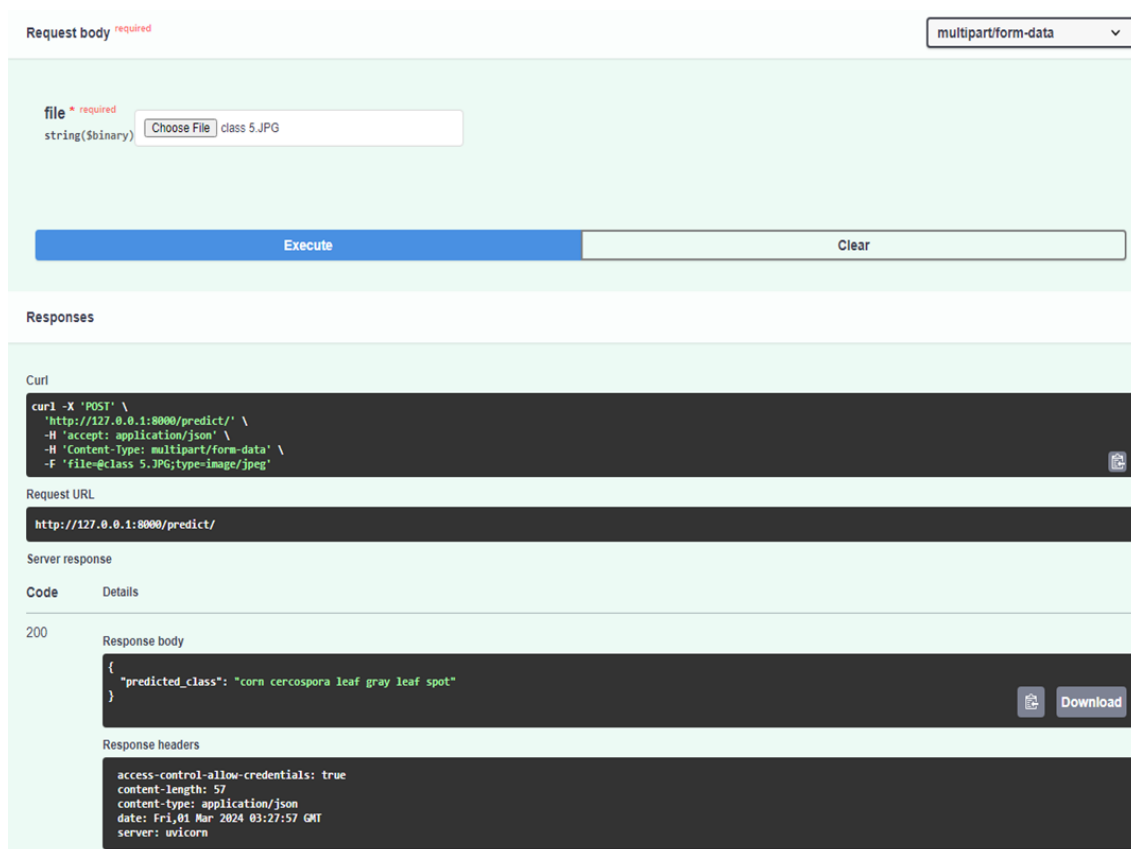 Request body required
multipart/form-data
file * required
string($binary)
Choose File class 5.JPG
Execute
Clear
Responses
Curl
curl -X 'POST' \
'http://127.0.0.1:8000/predict/' \
-H 'accept: application/json' \
-H 'Content-Type: multipart/form-data' \
-F 'file=@class 5.JPG;type=image/jpeg'
Request URL
http://127.0.0.1:8000/predict/
Server response
Code Details
200
Response body
{
"predicted_class": "corn cercospora leaf gray leaf spot"
}
Download
Response headers
access-control-allow-credentials: true
content-length: 57
content-type: application/json
date: Fri,01 Mar 2024 03:27:57 GMT
server: uvicorn